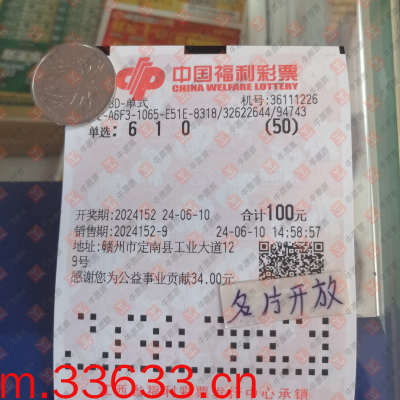 中国福利彩票
CHINA WELFARE LOTTERY
3D-单式 机号:36111226
-A6F3-1065-E51E-8318/32622644/94743
单选: 6 1 0 (50)
开奖期:2024152 24-06-10 合计100元
销售期:2024152-9 24-06-10 14:58:57
地址:赣州市定南县工业大道12
9号
感谢您为公益事业贡献34.00元
名片开放
m.33633.cn
中心承销